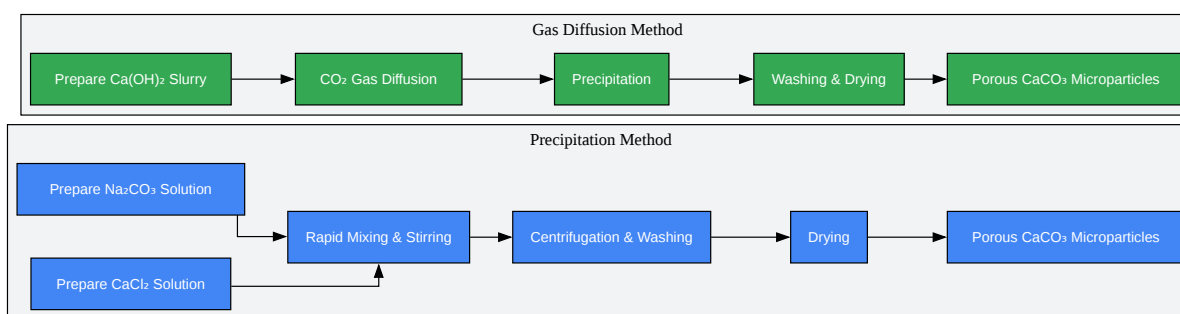 Gas Diffusion Method
Prepare Ca(OH)₂ Slurry
CO₂ Gas Diffusion
Precipitation
Washing & Drying
Porous CaCO₃ Microparticles
Precipitation Method
Prepare Na₂CO₃ Solution
Prepare CaCl₂ Solution
Rapid Mixing & Stirring
Centrifugation & Washing
Drying
Porous CaCO₃ Microparticles